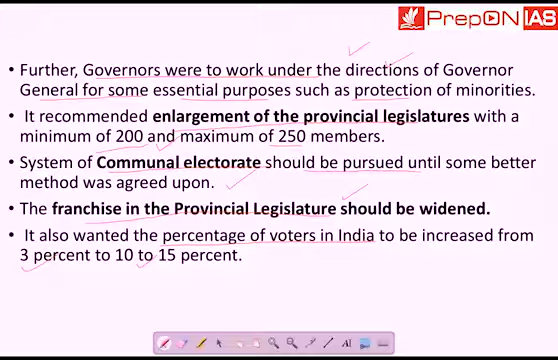 PrepON IAS
• Further, Governors were to work under the directions of Governor
General for some essential purposes such as protection of minorities.
• It recommended enlargement of the provincial legislatures with a
minimum of 200 and maximum of 250 members.
• System of Communal electorate should be pursued until some better
method was agreed upon.
• The franchise in the Provincial Legislature should be widened.
• It also wanted the percentage of voters in India to be increased from
3 percent to 10 to 15 percent.
AI